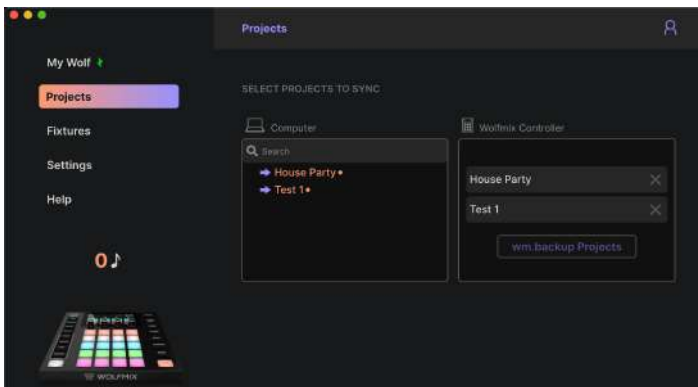 Projects
My Wolf
Projects
Fixtures
Settings
Help
0
SELECT PROJECTS TO SYNC
Computer
Search
House Party
Test 1
Wolfmix Controller
House Party
Test 1
wm.backup Projects
WOLFMIX